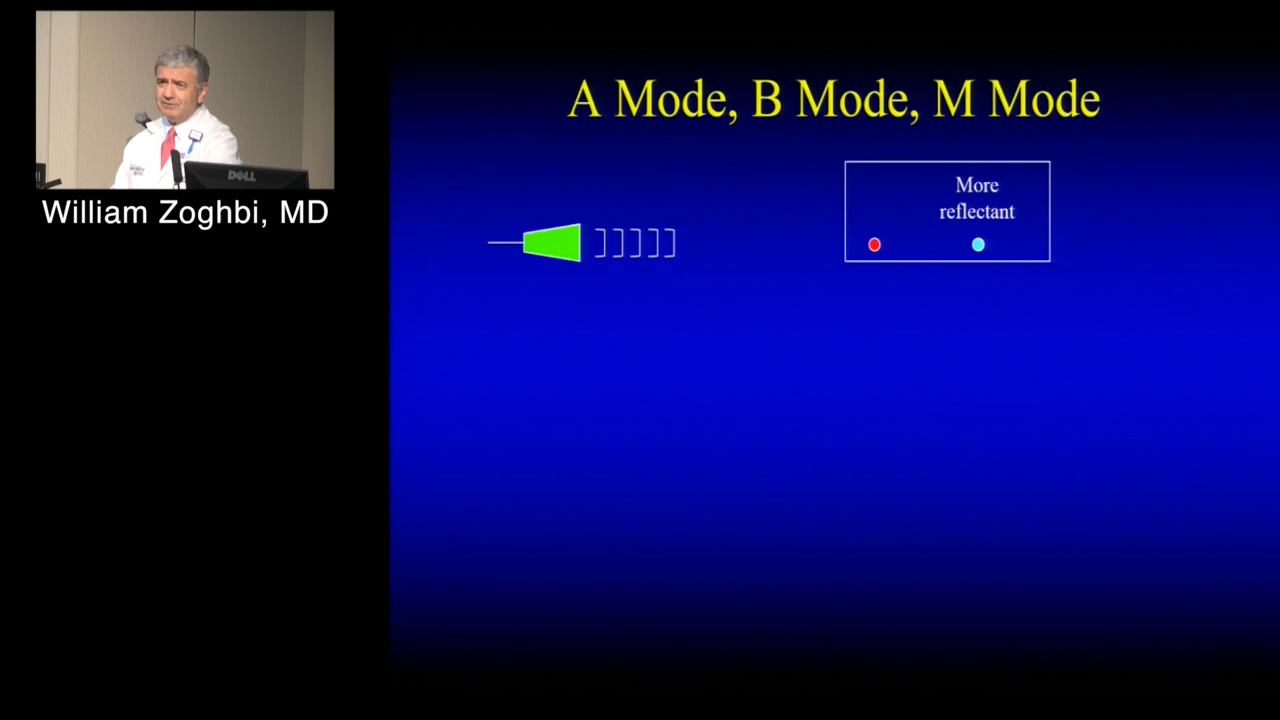 William Zoghbi, MD
DELL
A Mode, B Mode, M Mode
More
reflectant